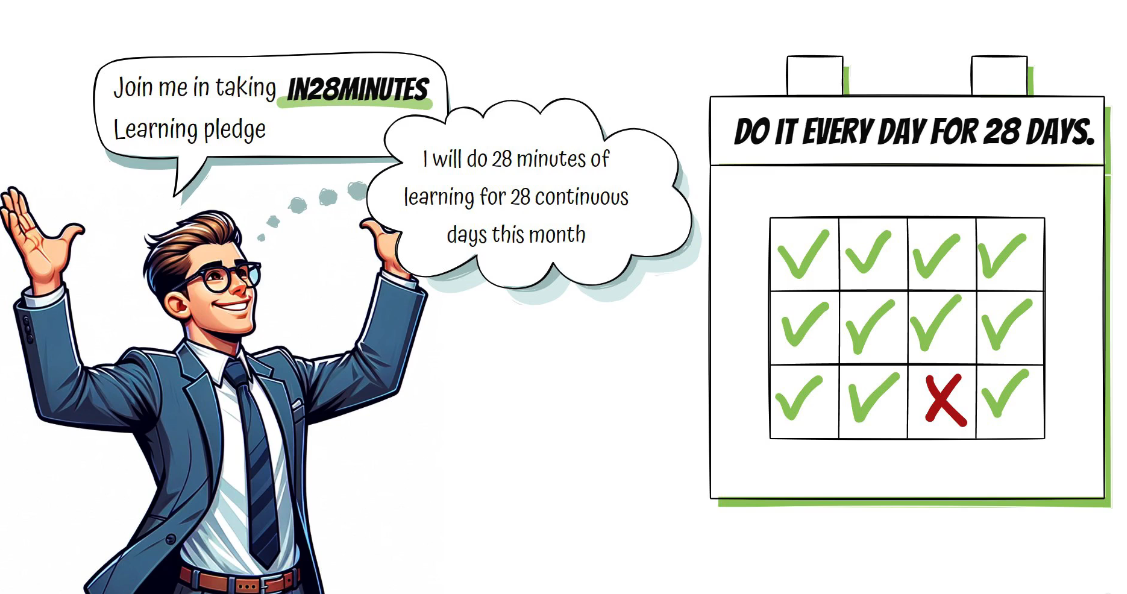 Join me in taking IN28MINUTES
Learning pledge
I will do 28 minutes of
learning for 28 continuous
days this month
DO IT EVERY DAY FOR 28 DAYS.